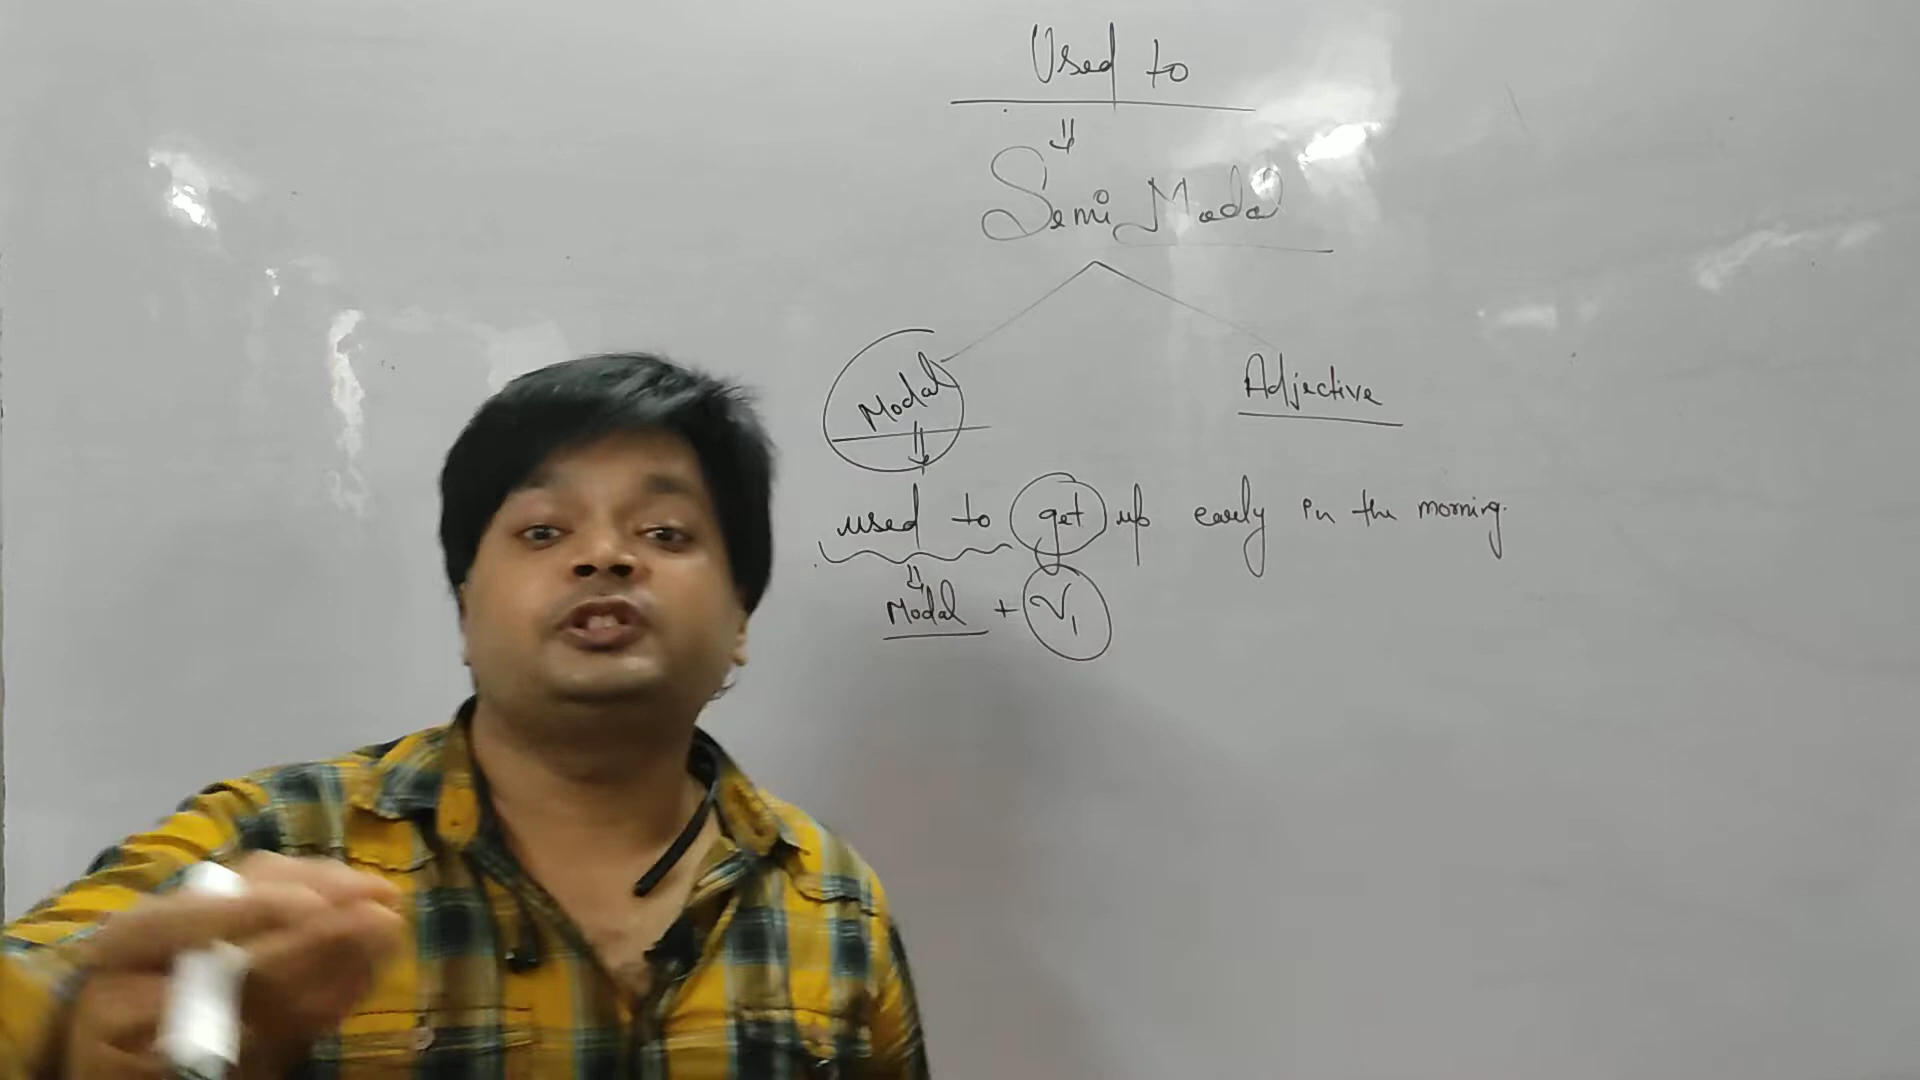 Used to
Semi Modal
Modal
Adjective
used to get up early in the morning.
Modal + V1